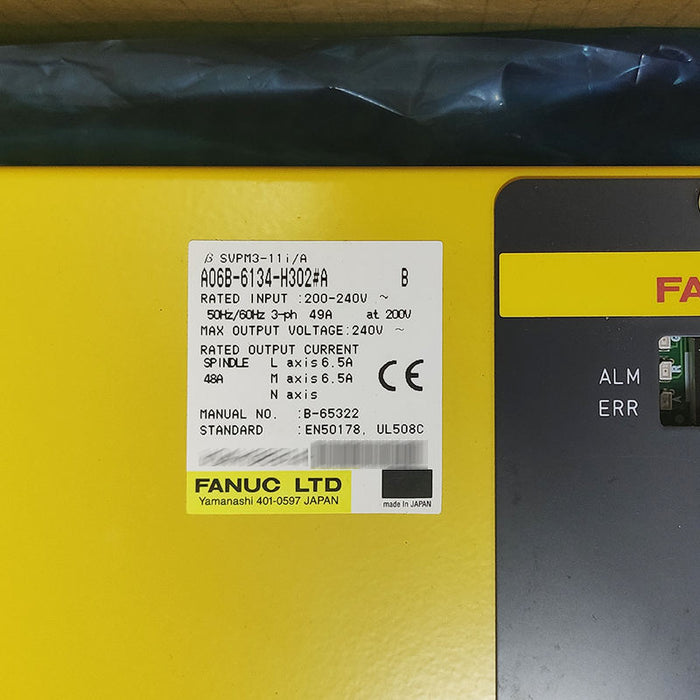 β SVPM3-11i/A
A06B-6134-H302#A B
RATED INPUT :200-240V ~
50Hz/60Hz 3-ph 49A at 200V
MAX OUTPUT VOLTAGE:240V ~
RATED OUTPUT CURRENT
SPINDLE L axis 6.5A
48A M axis 6.5A
N axis
CE
MANUAL NO. :B-65322
STANDARD :EN50178, UL508C
FANUC LTD
Yamanashi 401-0597 JAPAN
made in JAPAN
FA
ALM
ERR